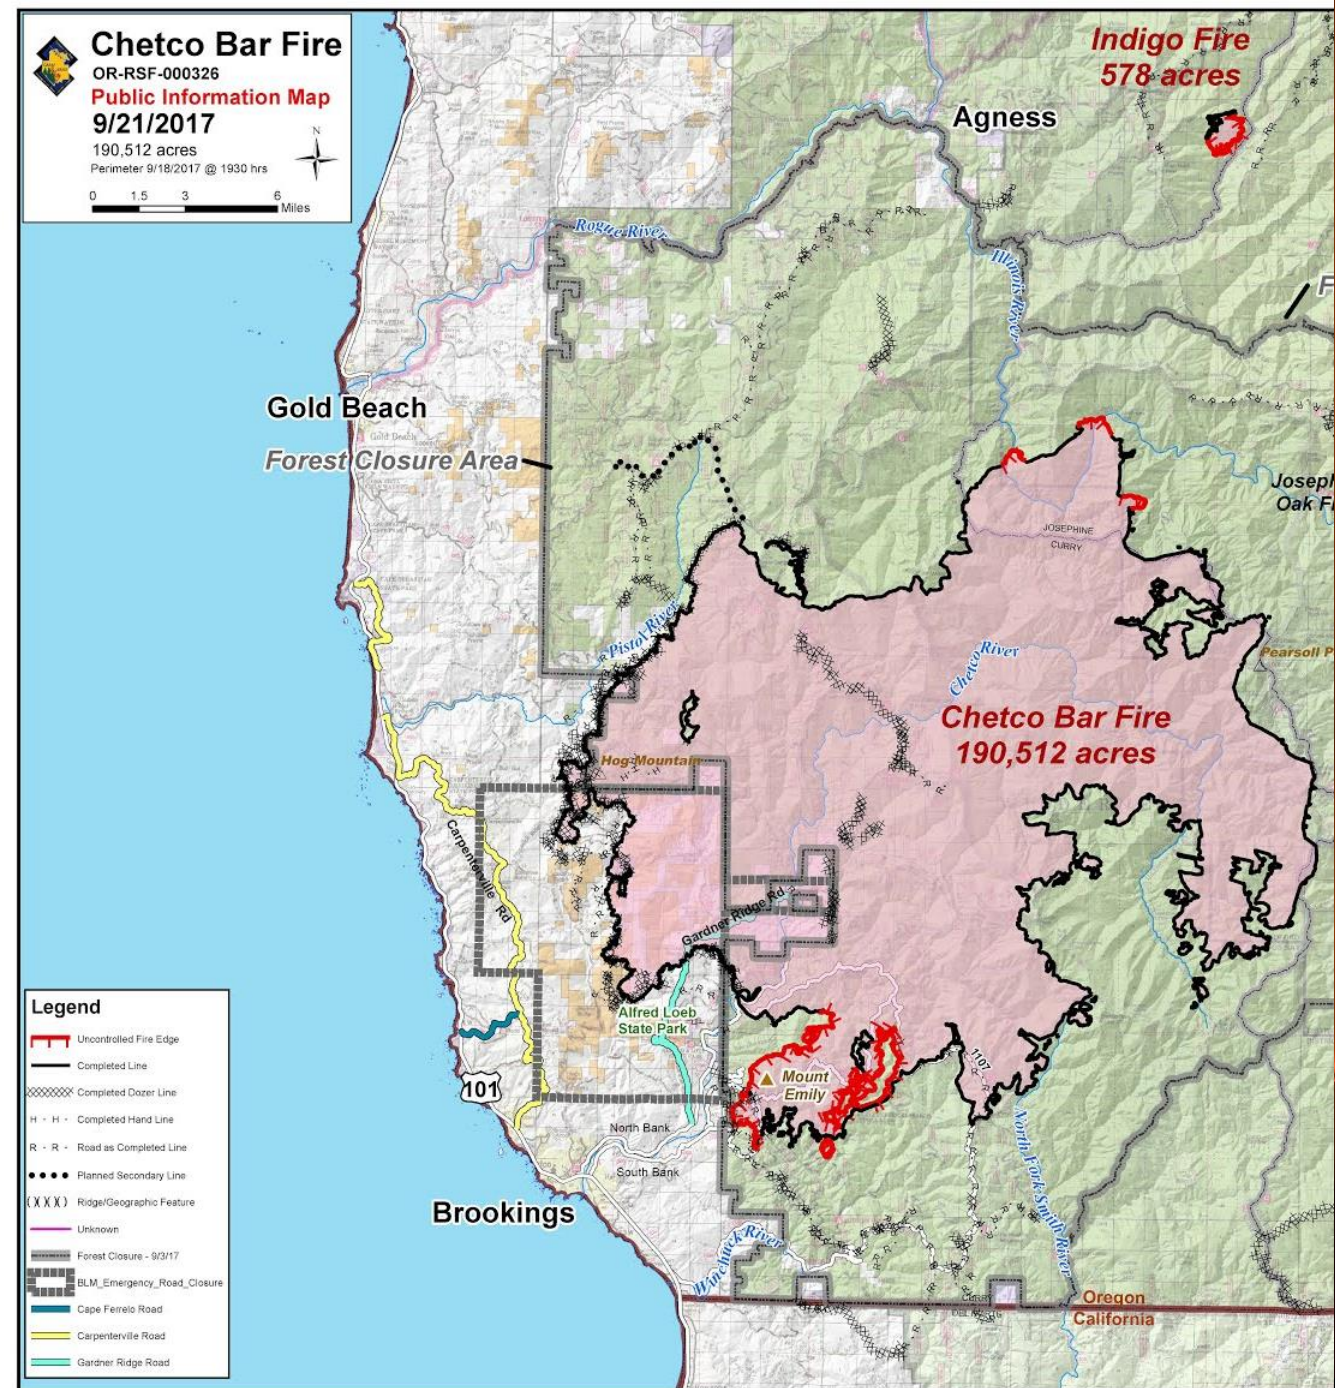 Chetco Bar Fire
OR-RSF-000326
Public Information Map
9/21/2017
190,512 acres
Perimeter 9/18/2017 @ 1930 hrs
N
0 1.5 3 6
Miles
Indigo Fire
578 acres
Agness
Rogue River
Illinois River
F
Gold Beach
Gold Beach
Forest Closure Area
Joseph
Oak F
JOSEPHINE
CURRY
Pistol River
Chetco River
Pearsoll P
Chetco Bar Fire
190,512 acres
Hog Mountain
Carpenterville Rd
Gardner Ridge Rd
Alfred Loeb
State Park
Mount
Emily
1107
101
North Bank
South Bank
North Fork Smith River
Brookings
Winchuck River
CURRY
Oregon
California
Legend
Uncontrolled Fire Edge
Completed Line
Completed Dozer Line
H - H - Completed Hand Line
R - R - Road as Completed Line
Planned Secondary Line
(XXX) Ridge/Geographic Feature
Unknown
Forest Closure - 9/3/17
BLM_Emergency_Road_Closure
Cape Ferrelo Road
Carpenterville Road
Gardner Ridge Road